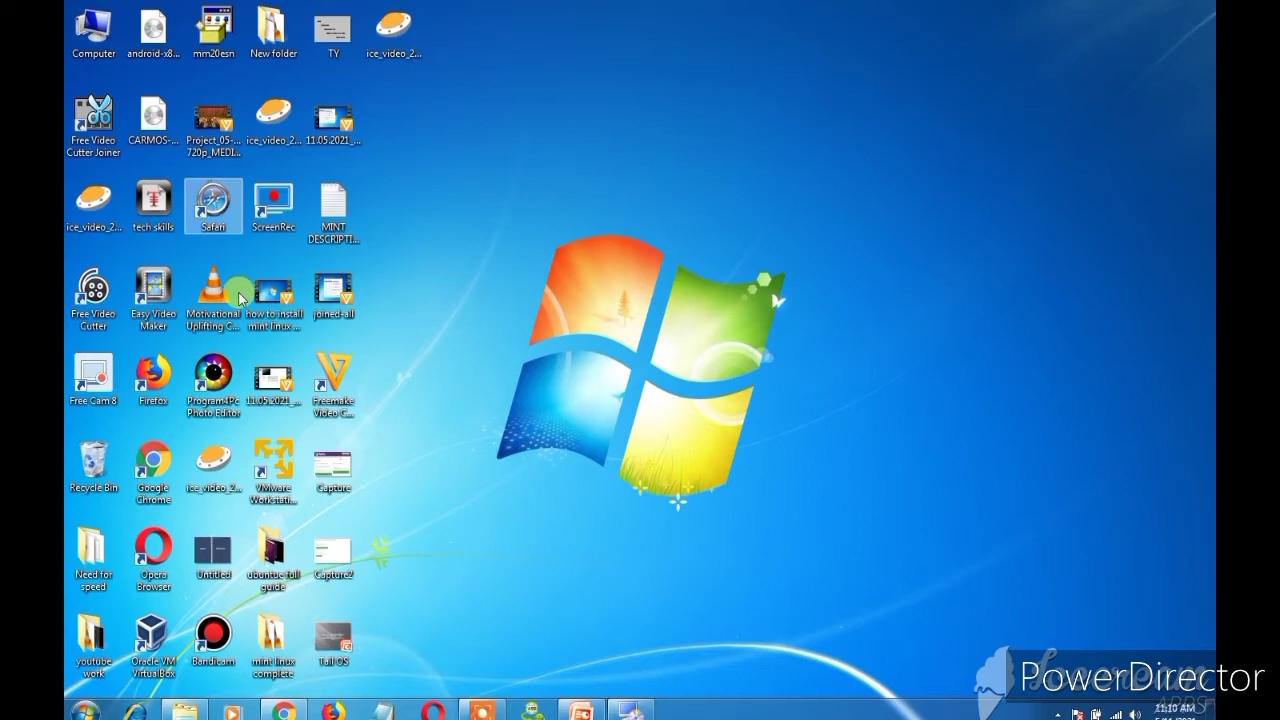 Computer
android-x8...
mm20esn
New folder
TY
ice_video_2...
Free Video
Cutter Joiner
CARMOS-...
Project_05-...
720p_MEDI...
ice_video_2...
11.05.2021_...
ice_video_2...
tech skills
Safari
ScreenRec
MINT
DESCRIPTI...
Free Video
Cutter
Easy Video
Maker
Motivational
Uplifting C...
how to install
mint linux ...
joined-all
Free Cam 8
Firefox
Program4Pc
Photo Editor
11.05.2021_...
Freemake
Video C...
Recycle Bin
Google
Chrome
ice_video_2...
VMware
Workstati...
Capture
Need for
speed
Opera
Browser
Untitled
ubuntue full
guide
Capture2
youtube
work
Oracle VM
VirtualBox
Bandicam
mint linux
complete
Tail OS
PowerDirector
11:10 AM